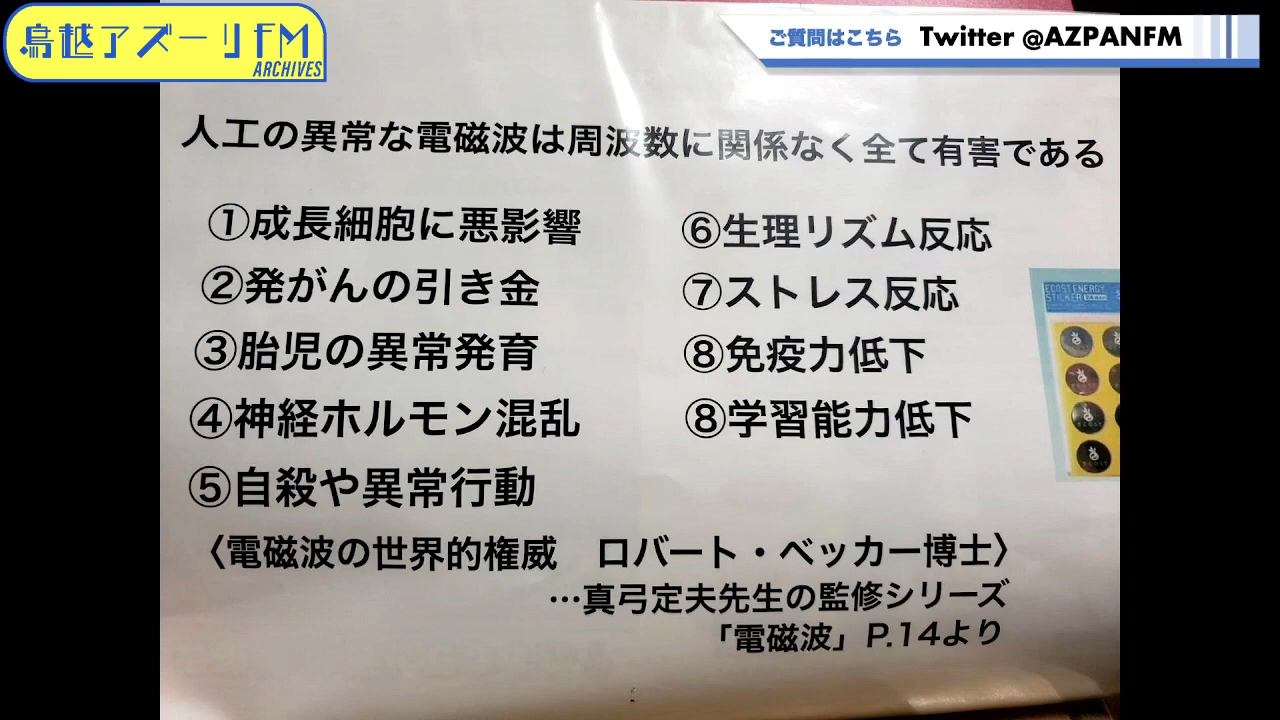 鳥越アズーリFM
ARCHIVES
ご質問はこちら Twitter @AZPANFM
人工の異常な電磁波は周波数に関係なく全て有害である
①成長細胞に悪影響
②発がんの引き金
③胎児の異常発育
④神経ホルモン混乱
⑤自殺や異常行動
⑥生理リズム反応
⑦ストレス反応
⑧免疫力低下
⑧学習能力低下
〈電磁波の世界的権威 ロバート・ベッカー博士〉
…真弓定夫先生の監修シリーズ
「電磁波」P.14より
ECOST ENERGY
STICKER